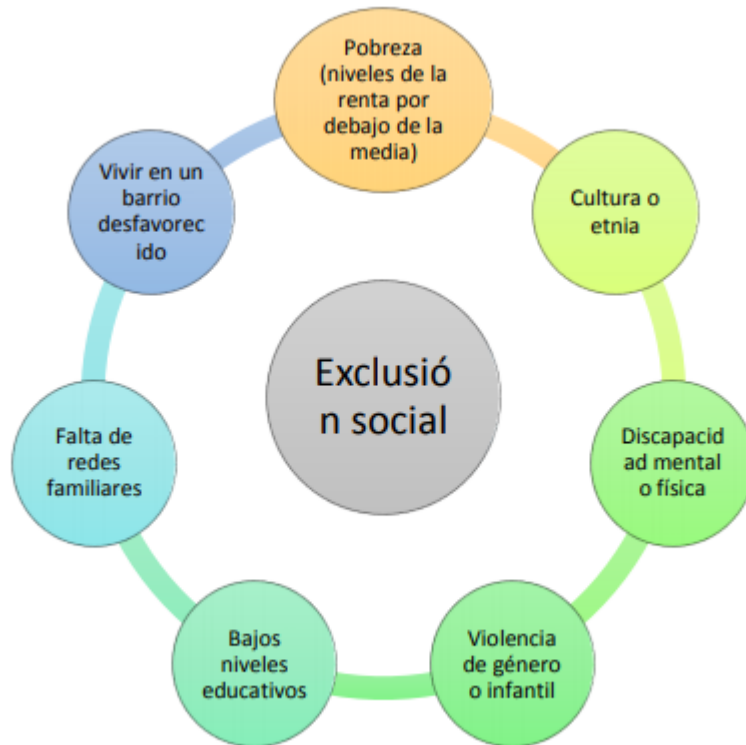 Pobreza
(niveles de la
renta por
debajo de la
media)
Cultura o
etnia
Discapacid
ad mental
o física
Violencia
de género
o infantil
Bajos
niveles
educativos
Falta de
redes
familiares
Vivir en un
barrio
desfavorec
ido
Exclusió
n social